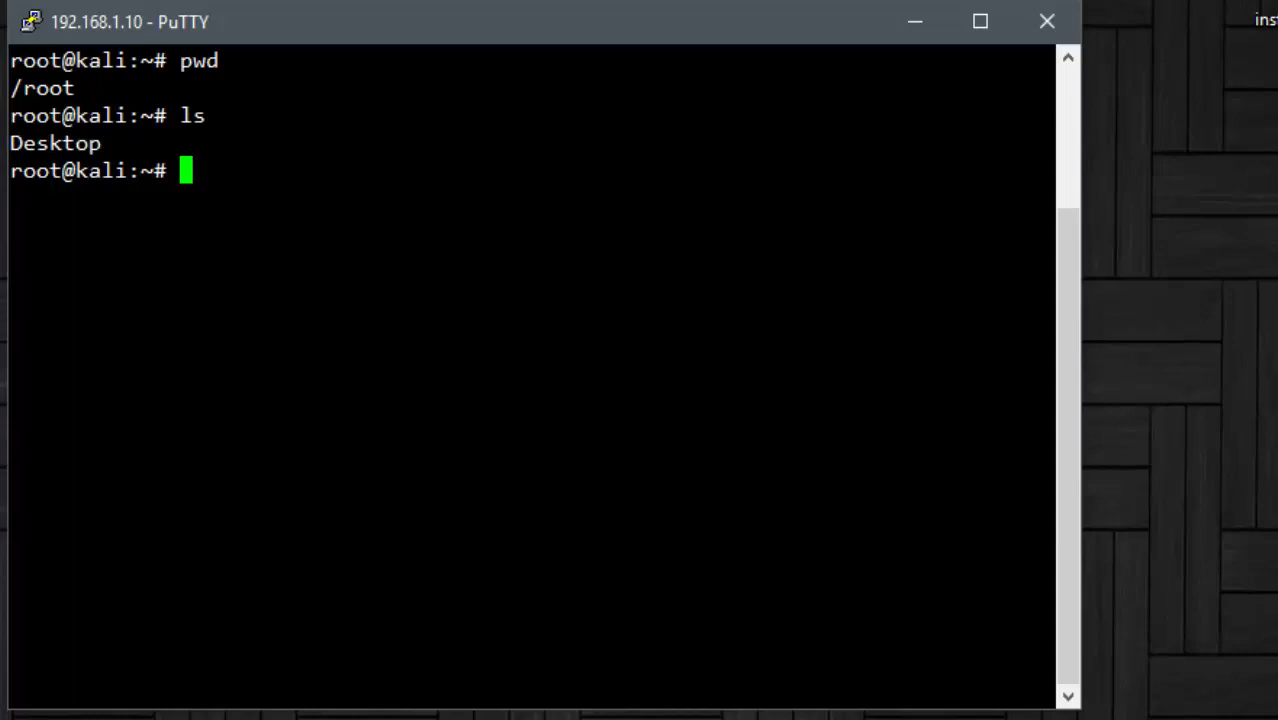 192.168.1.10 - PuTTY
root@kali:~# pwd
/root
root@kali:~# ls
Desktop
root@kali:~#